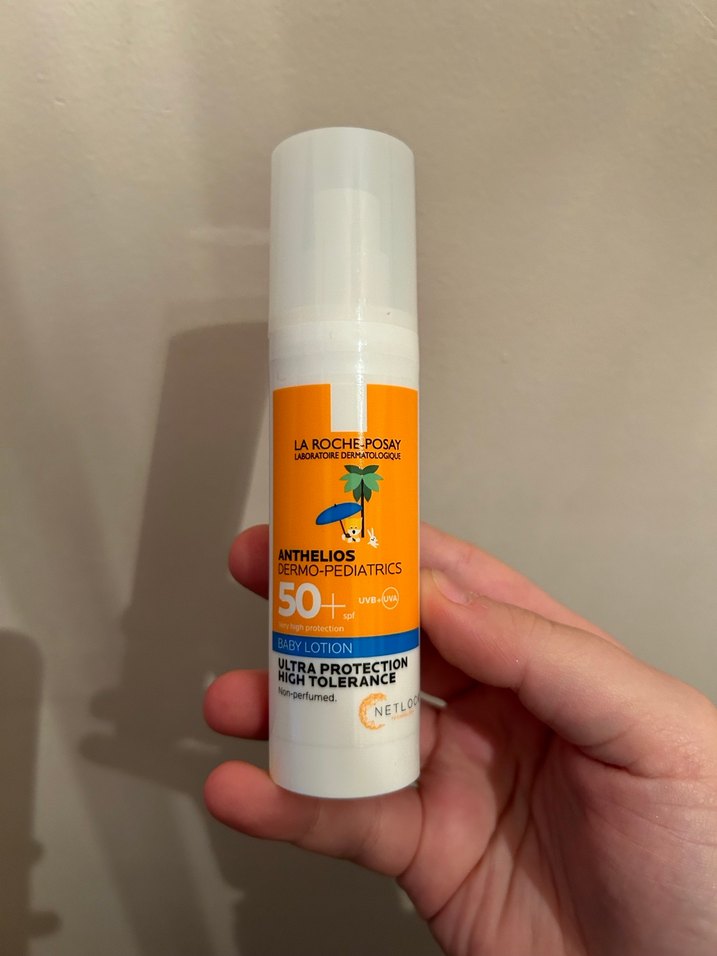 LA ROCHE-POSAY
LABORATOIRE DERMATOLOGIQUE
ANTHELIOS
DERMO-PEDIATRICS
50+ spf UVB+UVA
Very high protection
BABY LOTION
ULTRA PROTECTION
HIGH TOLERANCE
Non-perfumed.
NETLOCK